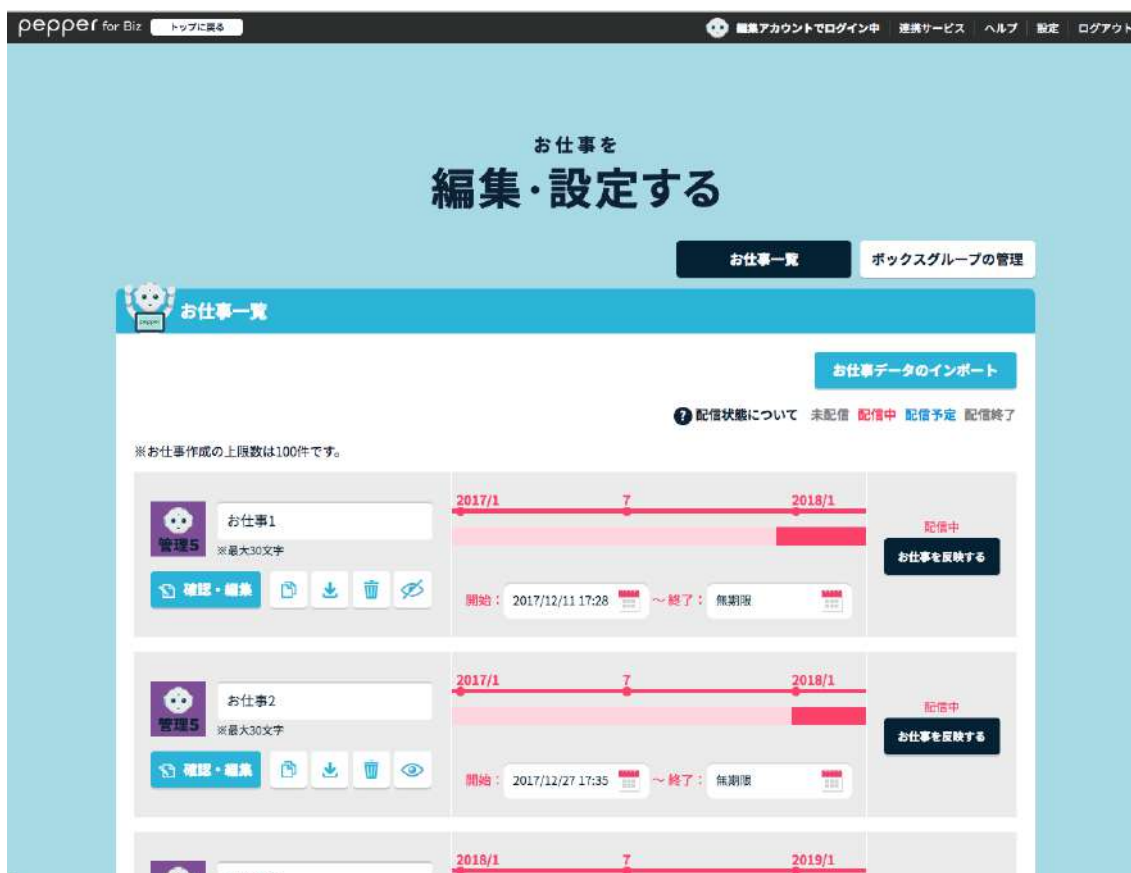 pepper for Biz トップに戻る 編集アカウントでログイン中 連携サービス ヘルプ 設定 ログアウト
お仕事を
編集・設定する
お仕事一覧 ボックスグループの管理
pepper お仕事一覧
お仕事データのインポート
? 配信状態について 未配信 配信中 配信予定 配信終了
※お仕事作成の上限数は100件です。
2017/1 7 2018/1
お仕事1
配信中
管理5 ※最大30文字
お仕事を反映する
確認・編集
開始： 2017/12/11 17:28 ～終了： 無期限
2017/1 7 2018/1
お仕事2
配信中
管理5 ※最大30文字
お仕事を反映する
確認・編集
開始： 2017/12/27 17:35 ～終了： 無期限
2018/1 7 2019/1